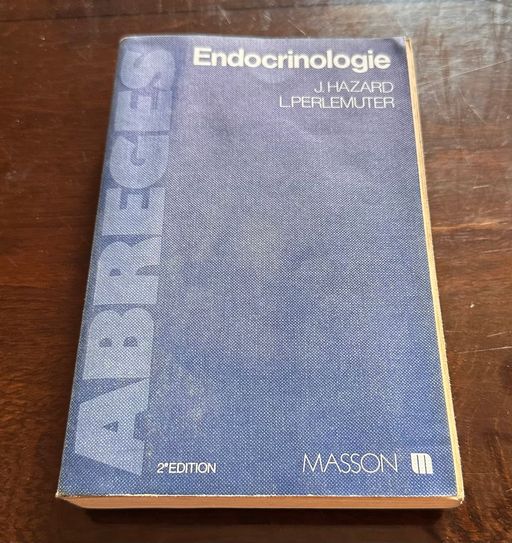 Endocrinologie
J. HAZARD
L. PERLEMUTER
ABREGES
2e EDITION
MASSON m